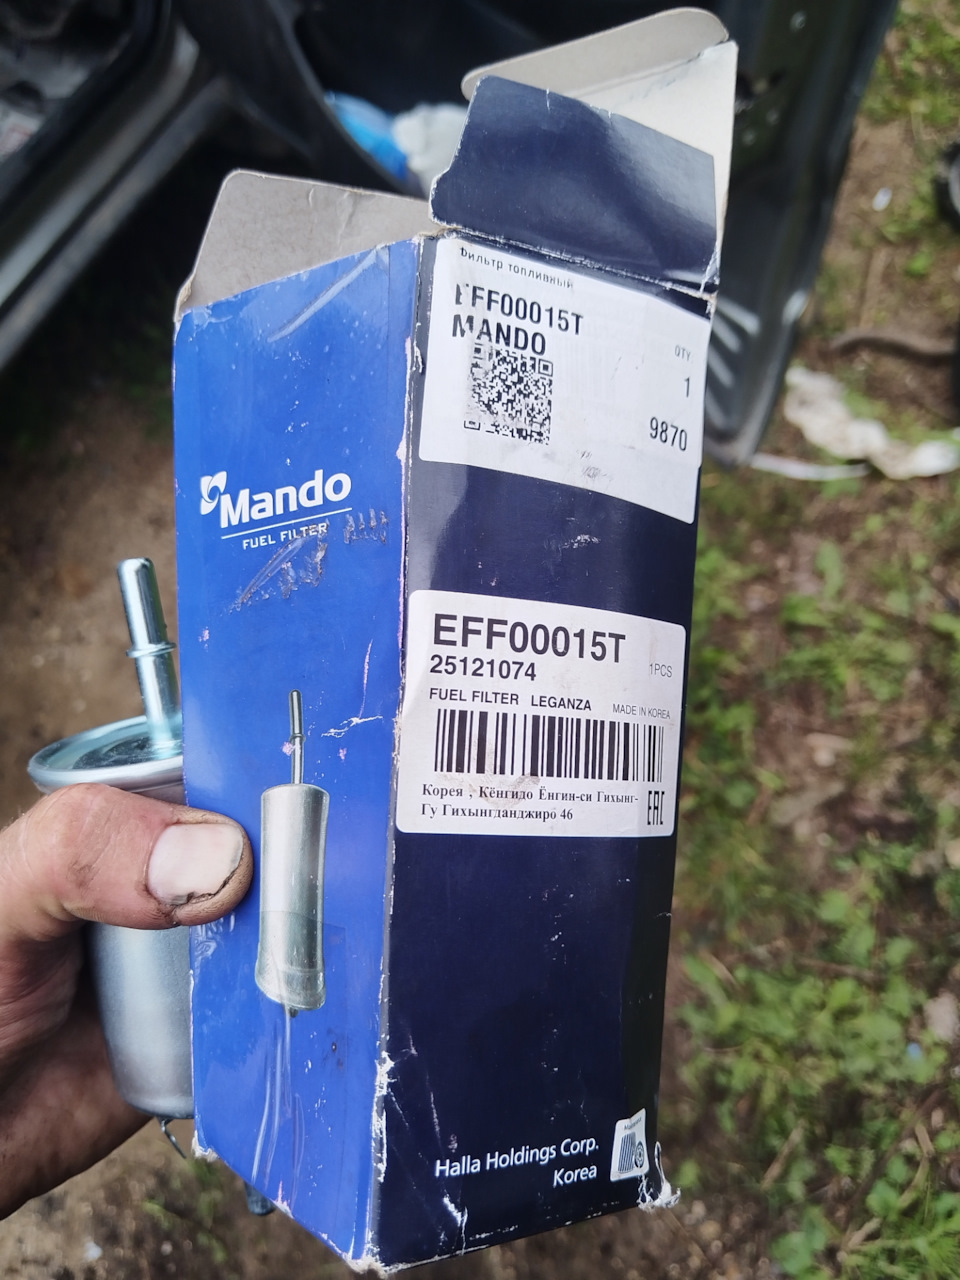 Фильтр топливный
EFF00015T
MANDO
QTY
1
9870
Mando
FUEL FILTER
EFF00015T
25121074
1PCS
FUEL FILTER LEGANZA
MADE IN KOREA
Корея , Кёнгидо Ёнгин-си Гихынг-
Гу Гихынгданджиро 46
EAC
Halla Holdings Corp.
Korea